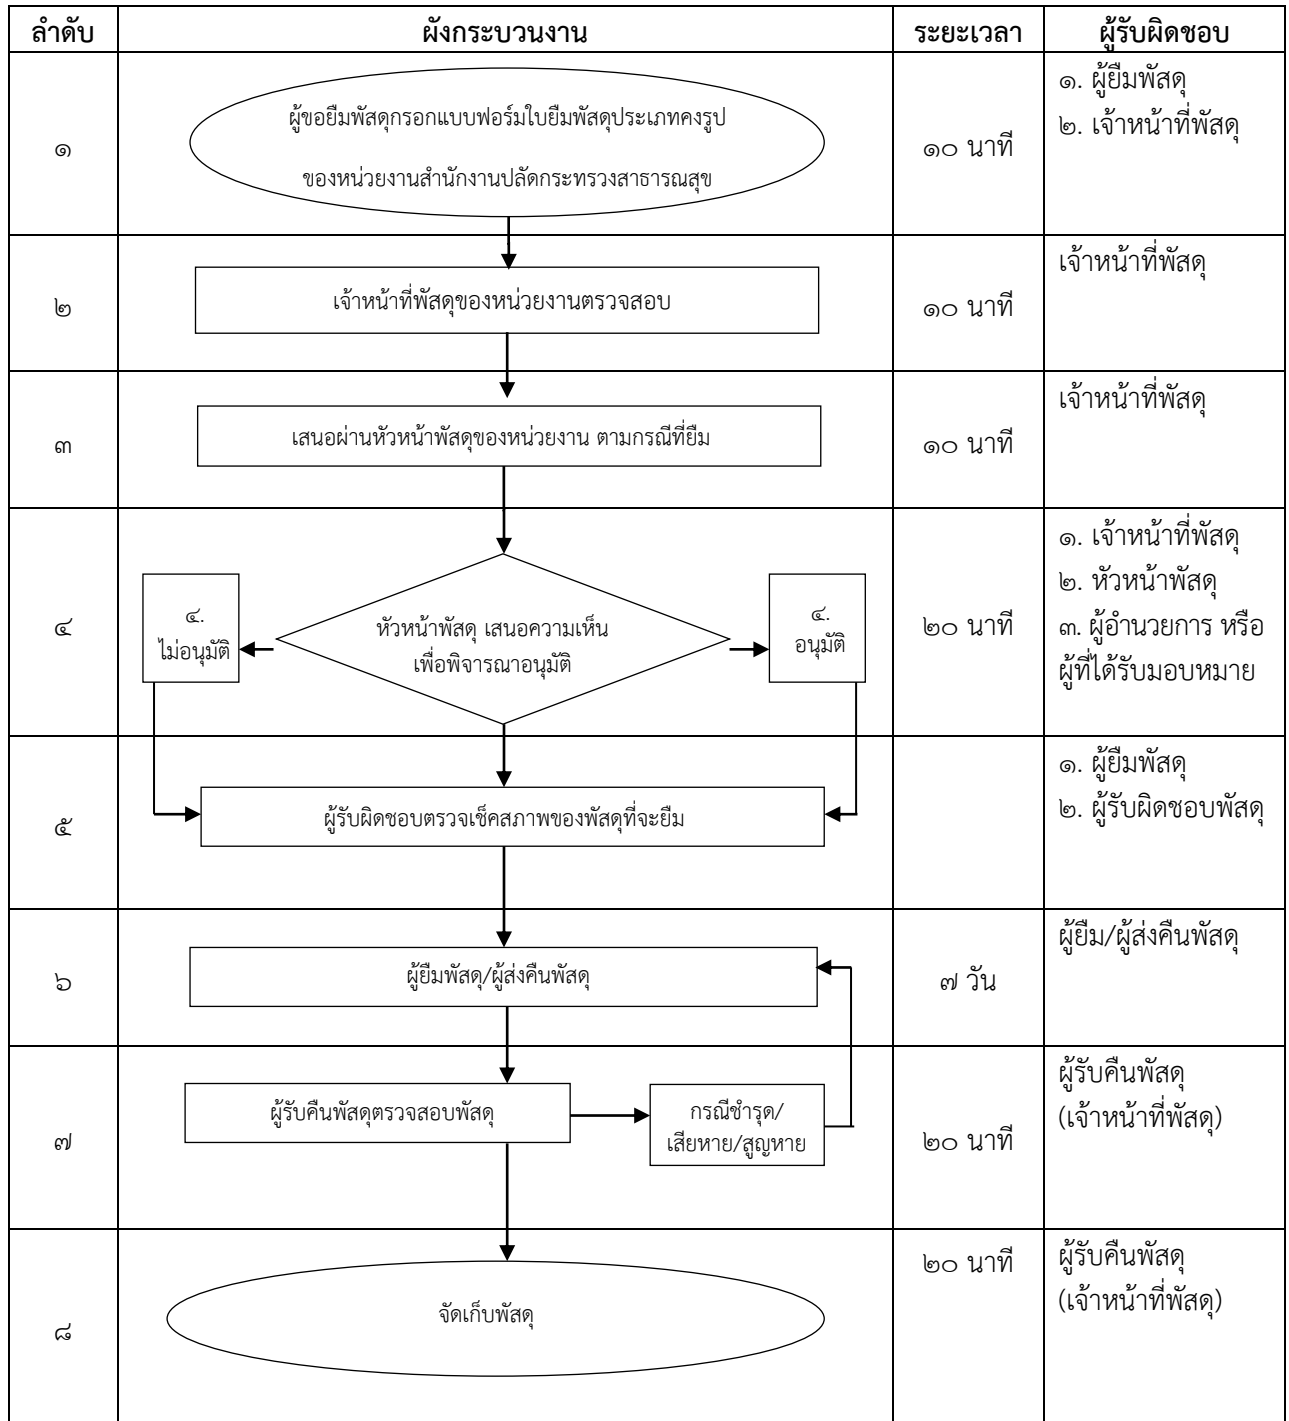 ลำดับ ผังกระบวนงาน ระยะเวลา ผู้รับผิดชอบ
๑
ผู้ขอยืมพัสดุกรอกแบบฟอร์มใบยืมพัสดุประเภทคงรูป
ของหน่วยงานสำนักงานปลัดกระทรวงสาธารณสุข
๑๐ นาที
๑. ผู้ยืมพัสดุ
๒. เจ้าหน้าที่พัสดุ
๒
เจ้าหน้าที่พัสดุของหน่วยงานตรวจสอบ
๑๐ นาที
เจ้าหน้าที่พัสดุ
๓
เสนอผ่านหัวหน้าพัสดุของหน่วยงาน ตามกรณีที่ยืม
๑๐ นาที
เจ้าหน้าที่พัสดุ
๔
๔.
ไม่อนุมัติ
หัวหน้าพัสดุ เสนอความเห็น
เพื่อพิจารณาอนุมัติ
๔.
อนุมัติ
๒๐ นาที
๑. เจ้าหน้าที่พัสดุ
๒. หัวหน้าพัสดุ
๓. ผู้อำนวยการ หรือ
ผู้ที่ได้รับมอบหมาย
๕
ผู้รับผิดชอบตรวจเช็คสภาพของพัสดุที่จะยืม
๑. ผู้ยืมพัสดุ
๒. ผู้รับผิดชอบพัสดุ
๖
ผู้ยืมพัสดุ/ผู้ส่งคืนพัสดุ
๗ วัน
ผู้ยืม/ผู้ส่งคืนพัสดุ
๗
ผู้รับคืนพัสดุตรวจสอบพัสดุ
กรณีชำรุด/
เสียหาย/สูญหาย
๒๐ นาที
ผู้รับคืนพัสดุ
(เจ้าหน้าที่พัสดุ)
๘
จัดเก็บพัสดุ
๒๐ นาที
ผู้รับคืนพัสดุ
(เจ้าหน้าที่พัสดุ)